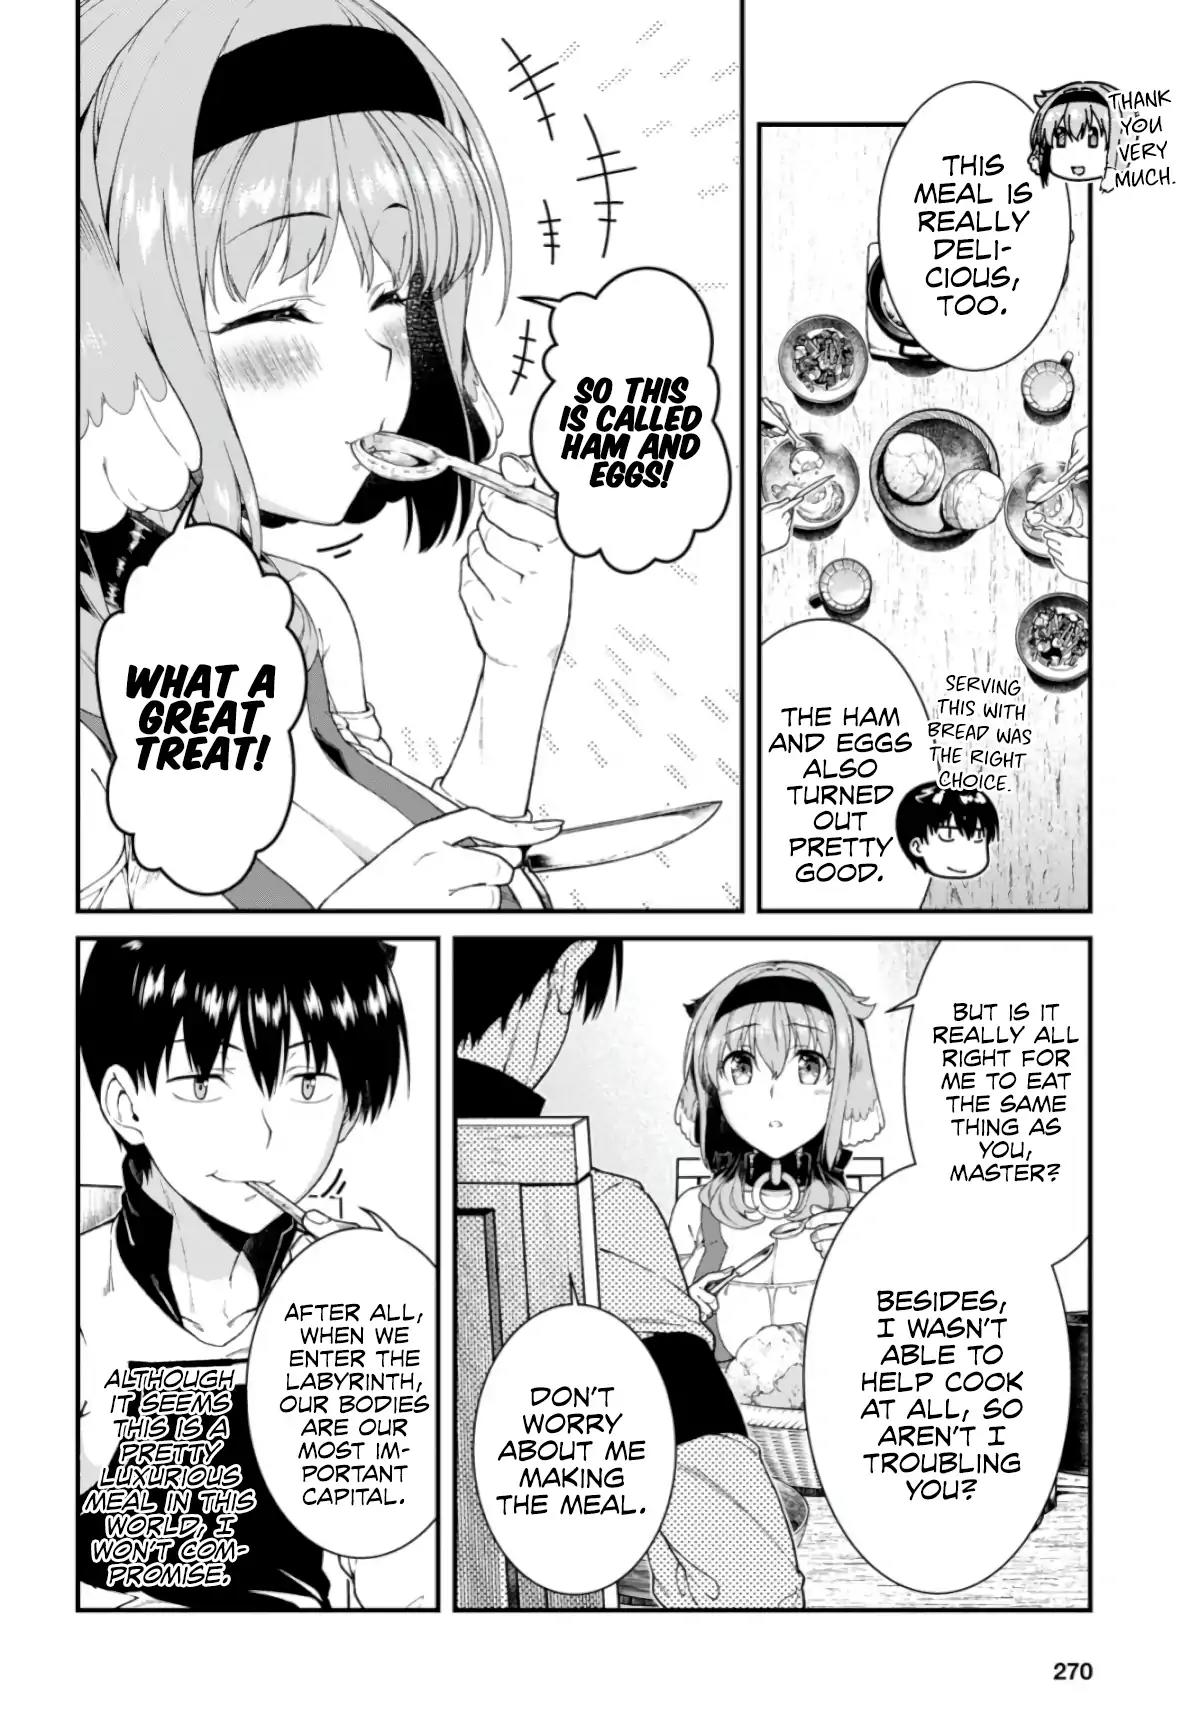 THIS
MEAL IS
REALLY
DELI-
CIOUS,
TOO.
THANK
YOU
VERY
MUCH.
THE HAM
AND EGGS
ALSO
TURNED
OUT
PRETTY
GOOD.
SERVING
THIS WITH
BREAD WAS
THE RIGHT
CHOICE.
SO THIS
IS CALLED
HAM AND
EGGS!
WHAT A
GREAT
TREAT!
BUT IS IT
REALLY ALL
RIGHT FOR
ME TO EAT
THE SAME
THING AS
YOU,
MASTER?
BESIDES,
I WASN'T
ABLE TO
HELP COOK
AT ALL, SO
AREN'T I
TROUBLING
YOU?
DON'T
WORRY
ABOUT ME
MAKING
THE MEAL.
AFTER ALL,
WHEN WE
ENTER THE
LABYRINTH,
OUR BODIES
ARE OUR
MOST IM-
PORTANT
CAPITAL.
ALTHOUGH
IT SEEMS
THIS IS A
PRETTY
LUXURIOUS
MEAL IN THIS
WORLD, I
WON'T COM-
PROMISE.
270